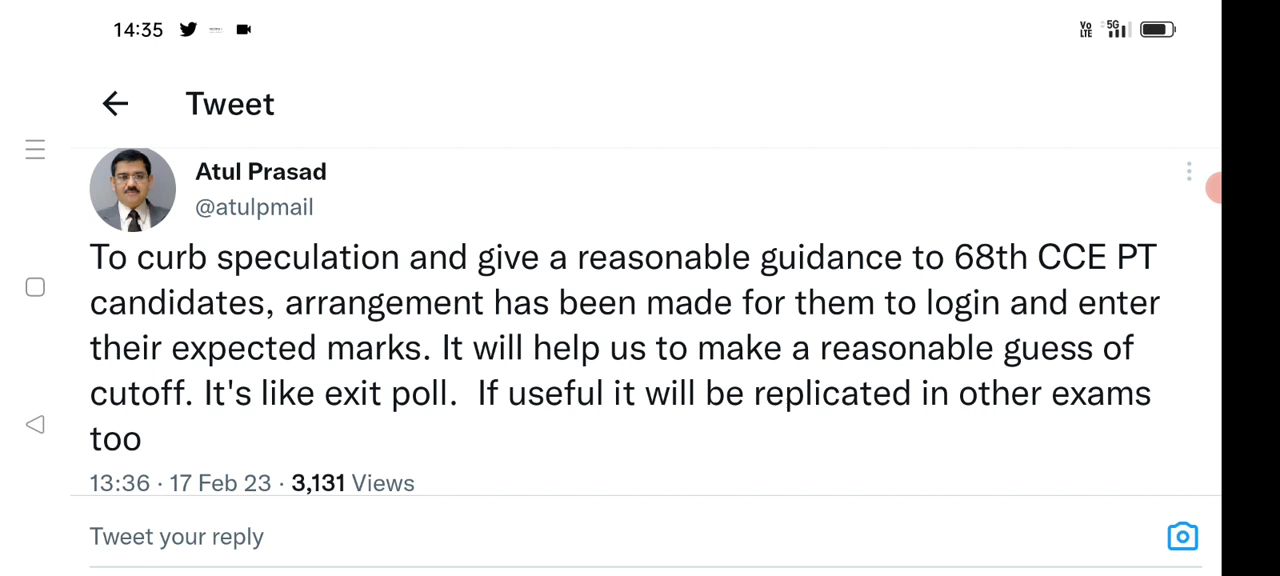 14:35
Vo LTE 5G
Tweet
Atul Prasad
@atulpmail
To curb speculation and give a reasonable guidance to 68th CCE PT
candidates, arrangement has been made for them to login and enter
their expected marks. It will help us to make a reasonable guess of
cutoff. It's like exit poll.  If useful it will be replicated in other exams
too
13:36 · 17 Feb 23 · 3,131 Views
Tweet your reply